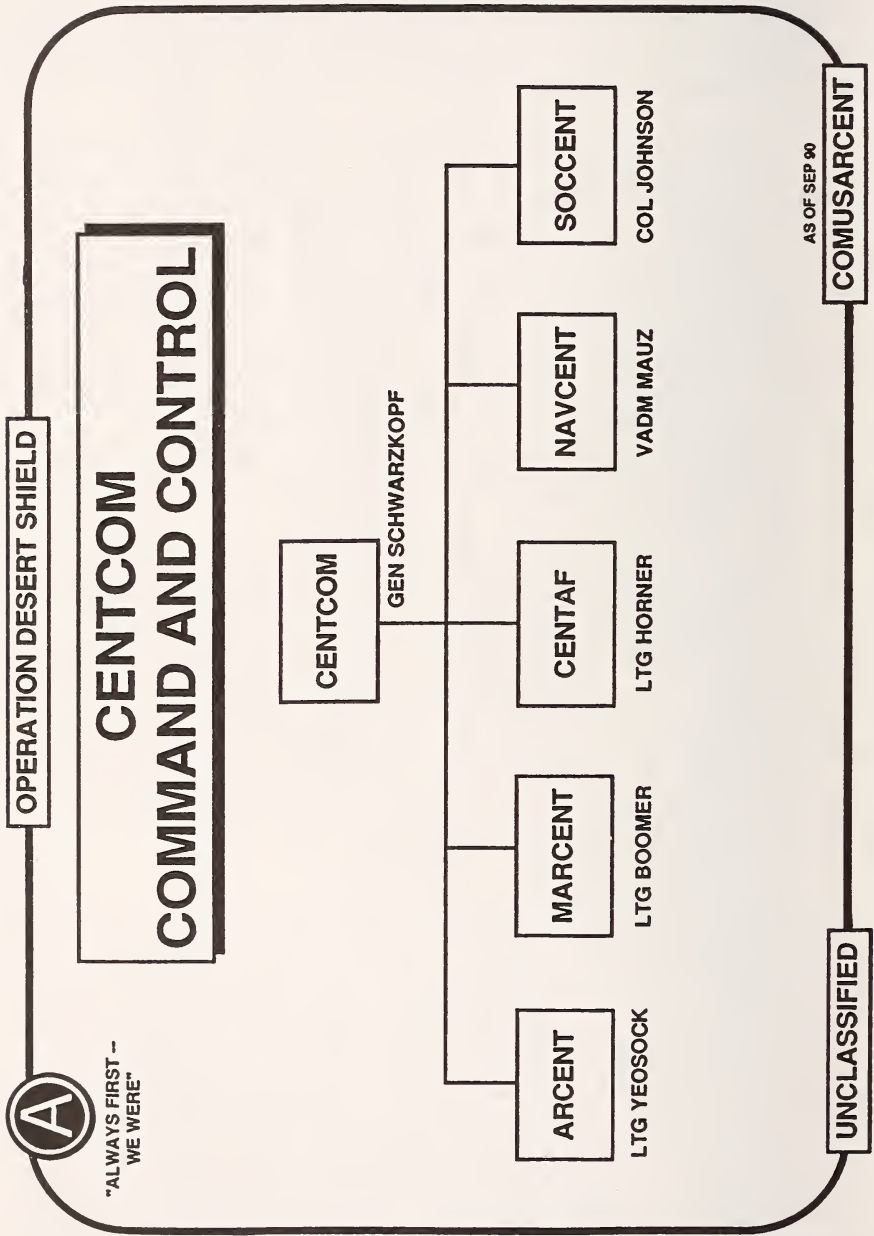 OPERATION DESERT SHIELD
A
"ALWAYS FIRST --
WE WERE"
CENTCOM
COMMAND AND CONTROL
CENTCOM
GEN SCHWARZKOPF
ARCENT
MARCENT
CENTAF
NAVCENT
SOCCENT
LTG YEOSOCK
LTG BOOMER
LTG HORNER
VADM MAUZ
COL JOHNSON
AS OF SEP 90
UNCLASSIFIED
COMUSARCENT